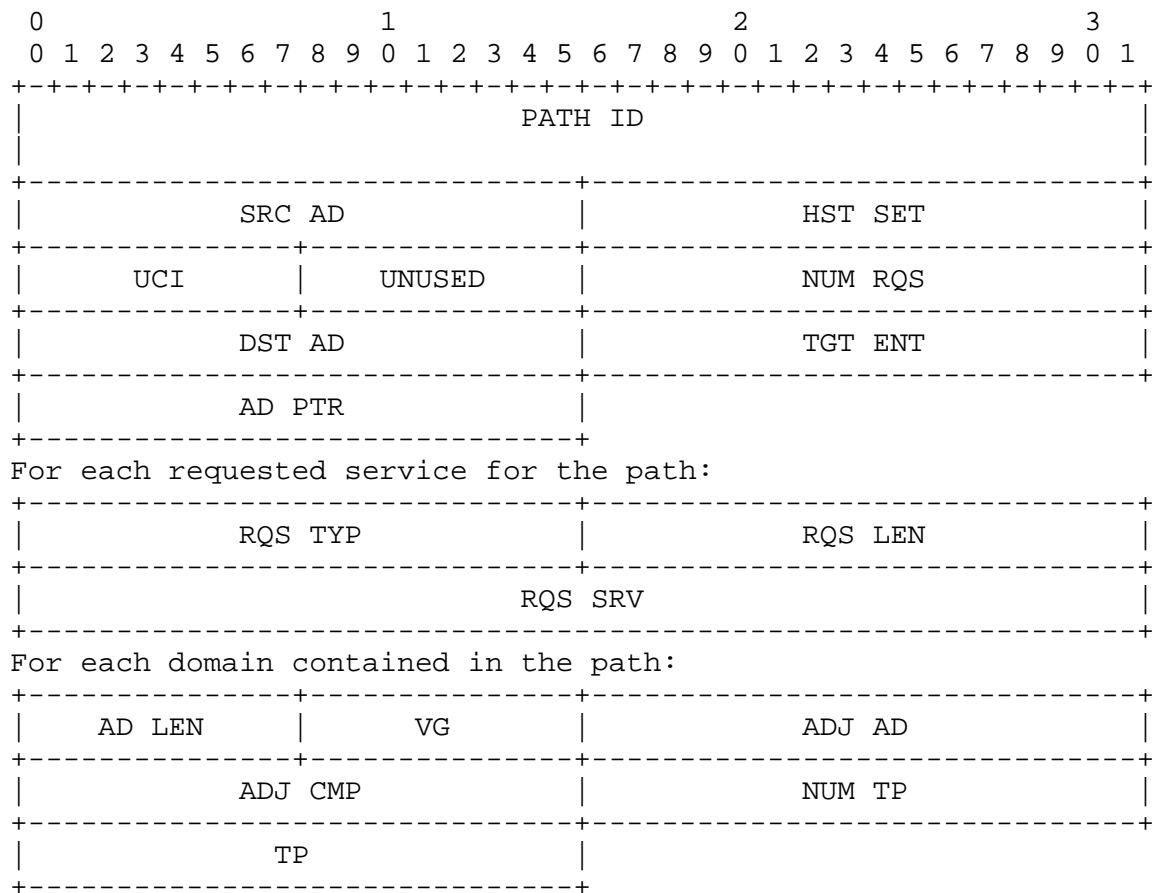 0                   1                   2                   3
 0 1 2 3 4 5 6 7 8 9 0 1 2 3 4 5 6 7 8 9 0 1 2 3 4 5 6 7 8 9 0 1
+-+-+-+-+-+-+-+-+-+-+-+-+-+-+-+-+-+-+-+-+-+-+-+-+-+-+-+-+-+-+-+-+
|                            PATH ID                            |
|                                                               |
+-------------------------------+-------------------------------+
|            SRC AD             |            HST SET            |
+---------------+---------------+-------------------------------+
|      UCI      |    UNUSED     |            NUM RQS            |
+---------------+---------------+-------------------------------+
|            DST AD             |            TGT ENT            |
+-------------------------------+-------------------------------+
|            AD PTR             |
+-------------------------------+
For each requested service for the path:
+-------------------------------+-------------------------------+
|            RQS TYP            |            RQS LEN            |
+-------------------------------+-------------------------------+
|                            RQS SRV                            |
+---------------------------------------------------------------+
For each domain contained in the path:
+---------------+---------------+-------------------------------+
|    AD LEN     |      VG       |            ADJ AD             |
+---------------+---------------+-------------------------------+
|            ADJ CMP            |            NUM TP             |
+-------------------------------+-------------------------------+
|              TP               |
+-------------------------------+